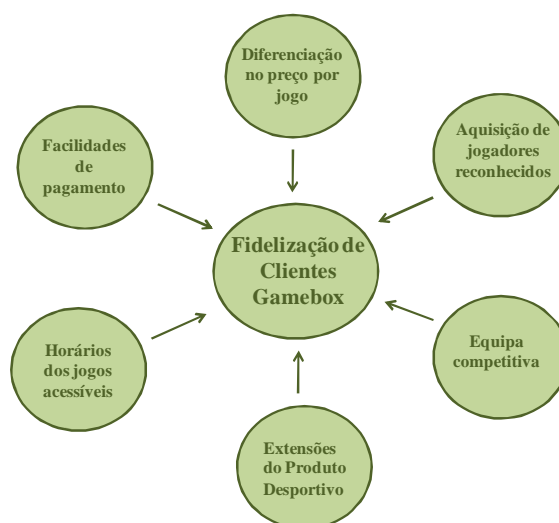 Diferenciação
no preço por
jogo
Facilidades
de
pagamento
Aquisição de
jogadores
reconhecidos
Fidelização de
Clientes
Gamebox
Horários
dos jogos
acessíveis
Equipa
competitiva
Extensões
do Produto
Desportivo